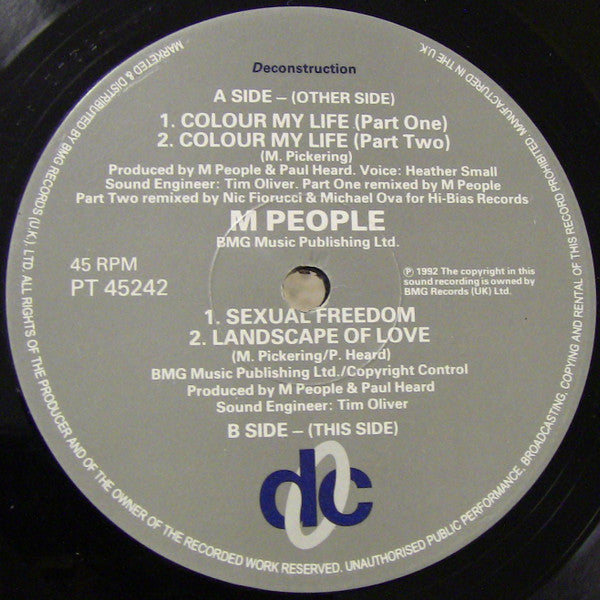 Deconstruction
A SIDE – (OTHER SIDE)
1. COLOUR MY LIFE (Part One)
2. COLOUR MY LIFE (Part Two)
(M. Pickering)
Produced by M People & Paul Heard. Voice: Heather Small
Sound Engineer: Tim Oliver. Part One remixed by M People
Part Two remixed by Nic Fiorucci & Michael Ova for Hi-Bias Records
M PEOPLE
BMG Music Publishing Ltd.
45 RPM
PT 45242
Ⓟ 1992 The copyright in this
sound recording is owned by
BMG Records (UK) Ltd.
1. SEXUAL FREEDOM
2. LANDSCAPE OF LOVE
(M. Pickering/P. Heard)
BMG Music Publishing Ltd./Copyright Control
Produced by M People & Paul Heard
Sound Engineer: Tim Oliver
B SIDE – (THIS SIDE)
dc
MARKETED & DISTRIBUTED BY BMG RECORDS (U.K.), LTD. ALL RIGHTS OF THE PRODUCER AND OF THE OWNER OF THE RECORDED WORK RESERVED. UNAUTHORISED PUBLIC PERFORMANCE, BROADCASTING, COPYING AND RENTAL OF THIS RECORD PROHIBITED. MANUFACTURED IN THE U.K.